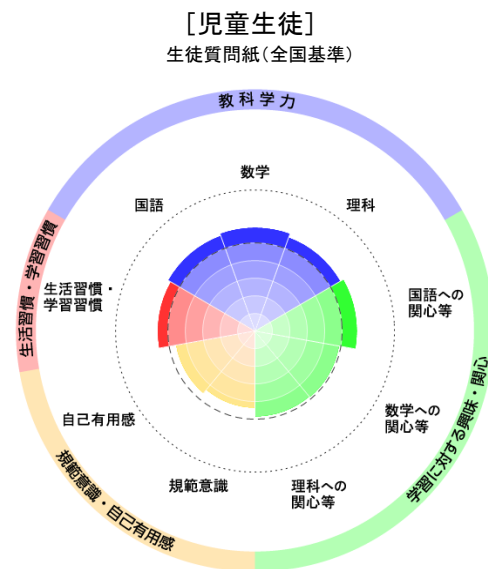 [児童生徒]
生徒質問紙(全国基準)
教科学力
数学
国語
理科
生活習慣・学習習慣
生活習慣・
学習習慣
国語への
関心等
自己有用感
数学への
関心等
規範意識
理科への
関心等
規範意識・自己有用感
学習に対する興味・関心